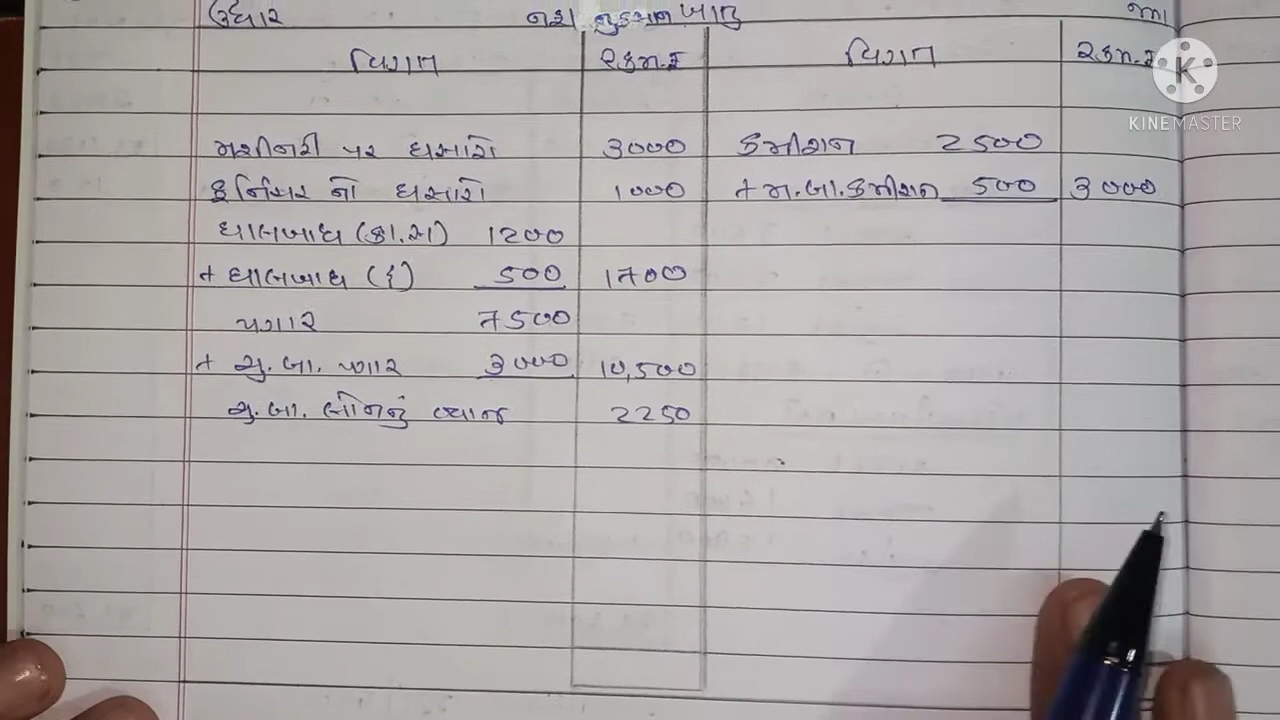 ઉધાર નફા નુકશાન ખાતુ જમા
વિગત રકમ.રૂ વિગત રકમ.રૂ
KINEMASTER
મશીનરી પર ઘસારો 3000 કમીશન 2500
ફર્નિચર નો ઘસારો 1000 + મ.બા.કમીશન 500 3000
ઘાલખાધ (કા.સ) 1200
+ ઘાલખાધ 500 1700
પગાર 7500
+ ચુ.બા. પગાર 3000 10,500
ચુ.બા. લોનનું વ્યાજ 2250